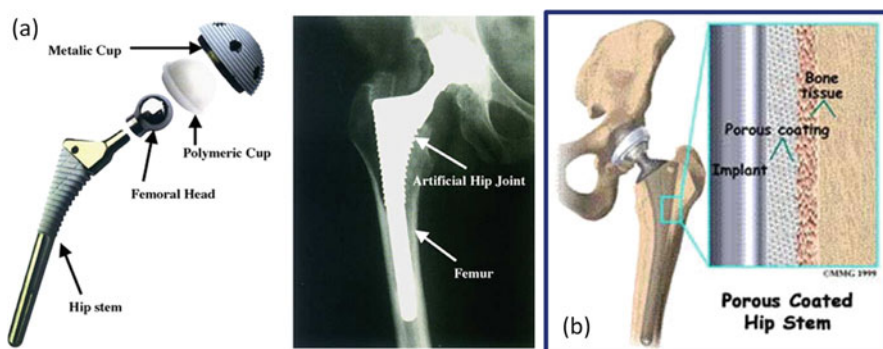 (a)
Metalic Cup
Polymeric Cup
Femoral Head
Hip stem
Artificial Hip Joint
Femur
Bone
tissue
Porous coating
Implant
©MMG 1999
Porous Coated
Hip Stem
(b)